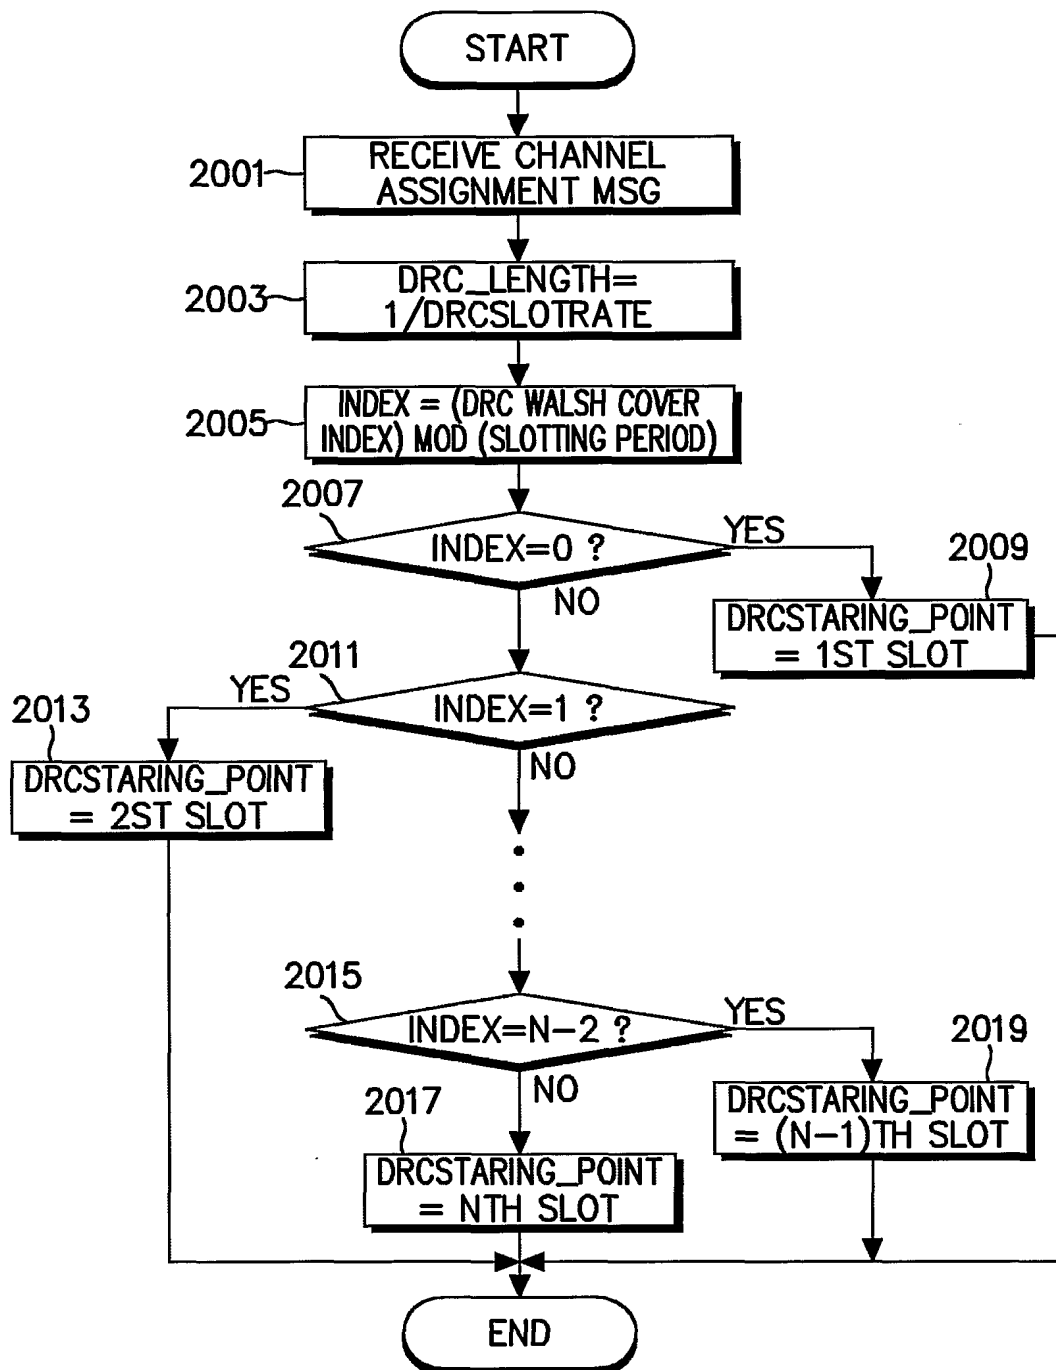 START
2001
RECEIVE CHANNEL
ASSIGNMENT MSG
2003
DRC_LENGTH=
1/DRCSLOTRATE
2005
INDEX = (DRC WALSH COVER
INDEX) MOD (SLOTTING PERIOD)
2007
INDEX=0 ?
YES
NO
2009
DRCSTARING_POINT
= 1ST SLOT
2011
INDEX=1 ?
YES
NO
2013
DRCSTARING_POINT
= 2ST SLOT
2015
INDEX=N-2 ?
YES
NO
2019
DRCSTARING_POINT
= (N-1)TH SLOT
2017
DRCSTARING_POINT
= NTH SLOT
END